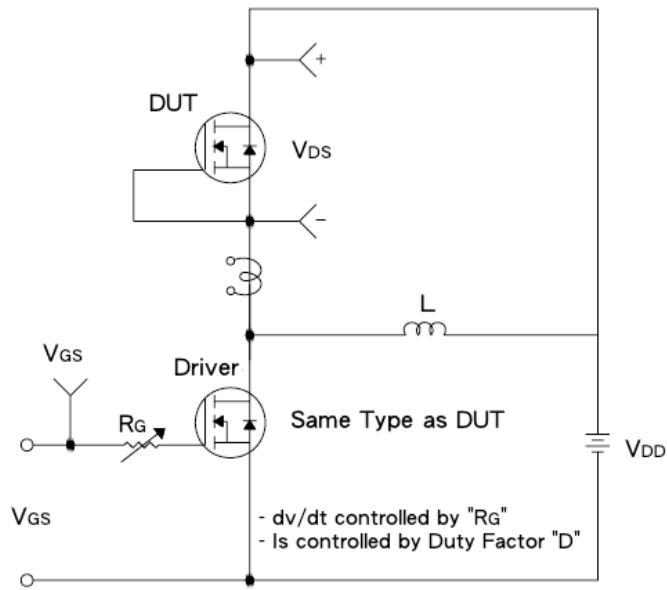 +
DUT
VDS
-
L
VGS
Driver
RG
Same Type as DUT
VDD
VGS
- dv/dt controlled by "RG"
- Is controlled by Duty Factor "D"